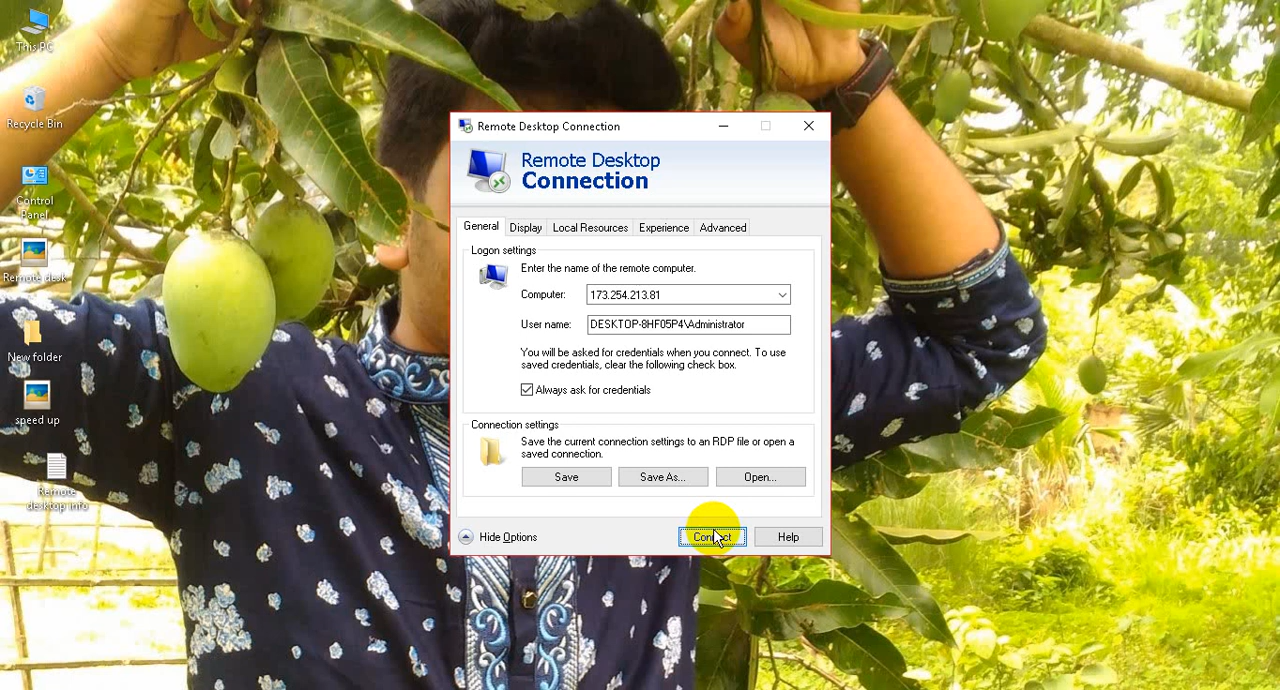 This PC
Recycle Bin
Control
Panel
Remote desk
New folder
speed up
Remote
desktop info
Remote Desktop Connection
Remote Desktop
Connection
General
Display
Local Resources
Experience
Advanced
Logon settings
Enter the name of the remote computer.
Computer:
173.254.213.81
User name:
DESKTOP-8HF05P4\Administrator
You will be asked for credentials when you connect. To use
saved credentials, clear the following check box.
Always ask for credentials
Connection settings
Save the current connection settings to an RDP file or open a
saved connection.
Save
Save As...
Open...
Hide Options
Connect
Help